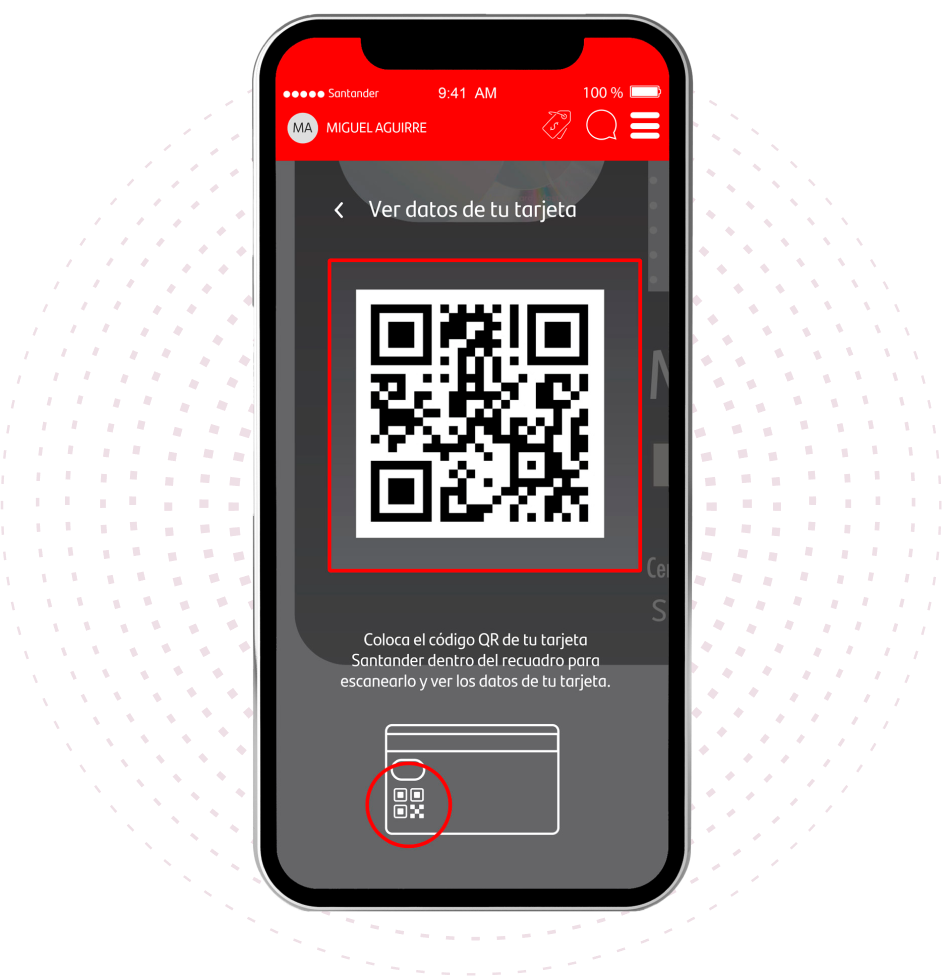 Santander 9:41 AM 100 %
MA MIGUEL AGUIRRE
Ver datos de tu tarjeta
Coloca el código QR de tu tarjeta
Santander dentro del recuadro para
escanearlo y ver los datos de tu tarjeta.